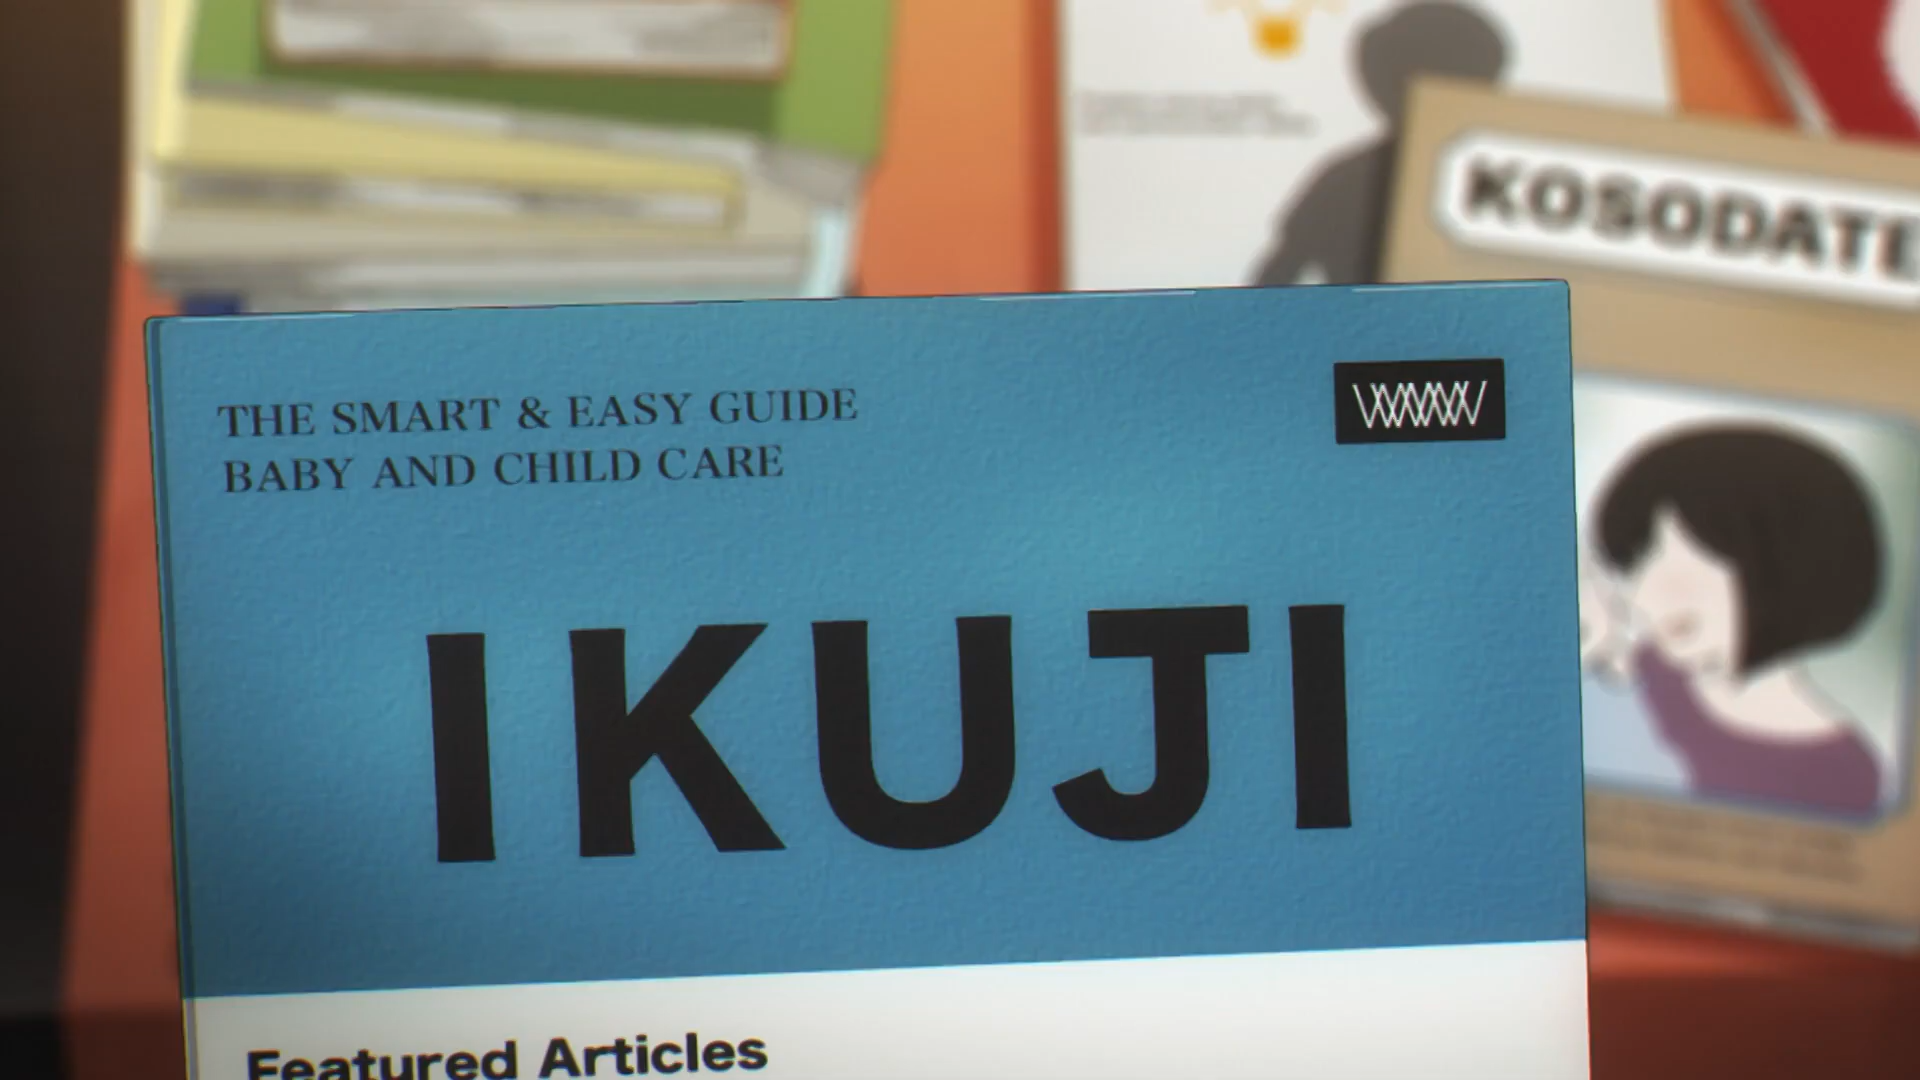 KOSODATE
THE SMART & EASY GUIDE
BABY AND CHILD CARE
IKUJI
Featured Articles